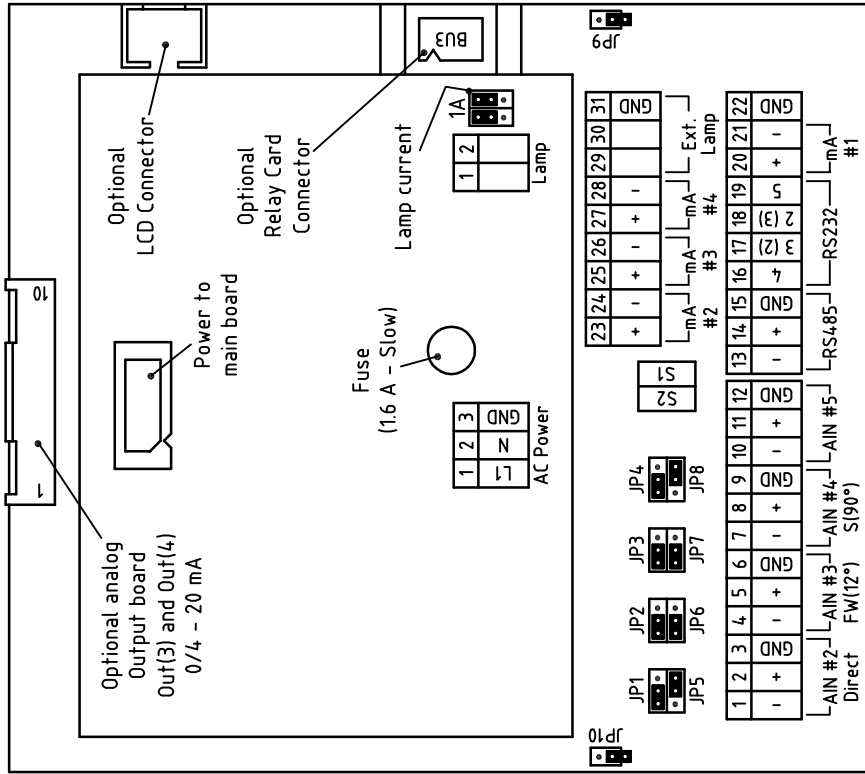 Optional
LCD Connector
Optional
Relay Card
Connector
BU3
JP9
Lamp current
1A
1 2
Lamp
10
1
Power to
main board
Optional analog
Output board
Out(3) and Out(4)
0/4 - 20 mA
Fuse
(1.6 A - Slow)
1 2 3
L1 N GND
AC Power
23 24 25 26 27 28 29 30 31
+ - + - + - GND
mA mA mA Ext.
#2 #3 #4 Lamp
S2 S1
JP1 JP2 JP3 JP4
JP5 JP6 JP7 JP8
JP10
1 2 3 4 5 6 7 8 9 10 11 12
- + GND - + GND - + GND - + GND
AIN #2 AIN #3 AIN #4 AIN #5
Direct FW(12°) S(90°)
13 14 15 16 17 18 19 20 21 22
- + GND 4 3 (2) 2 (3) 5 + - GND
RS485 RS232 mA
#1